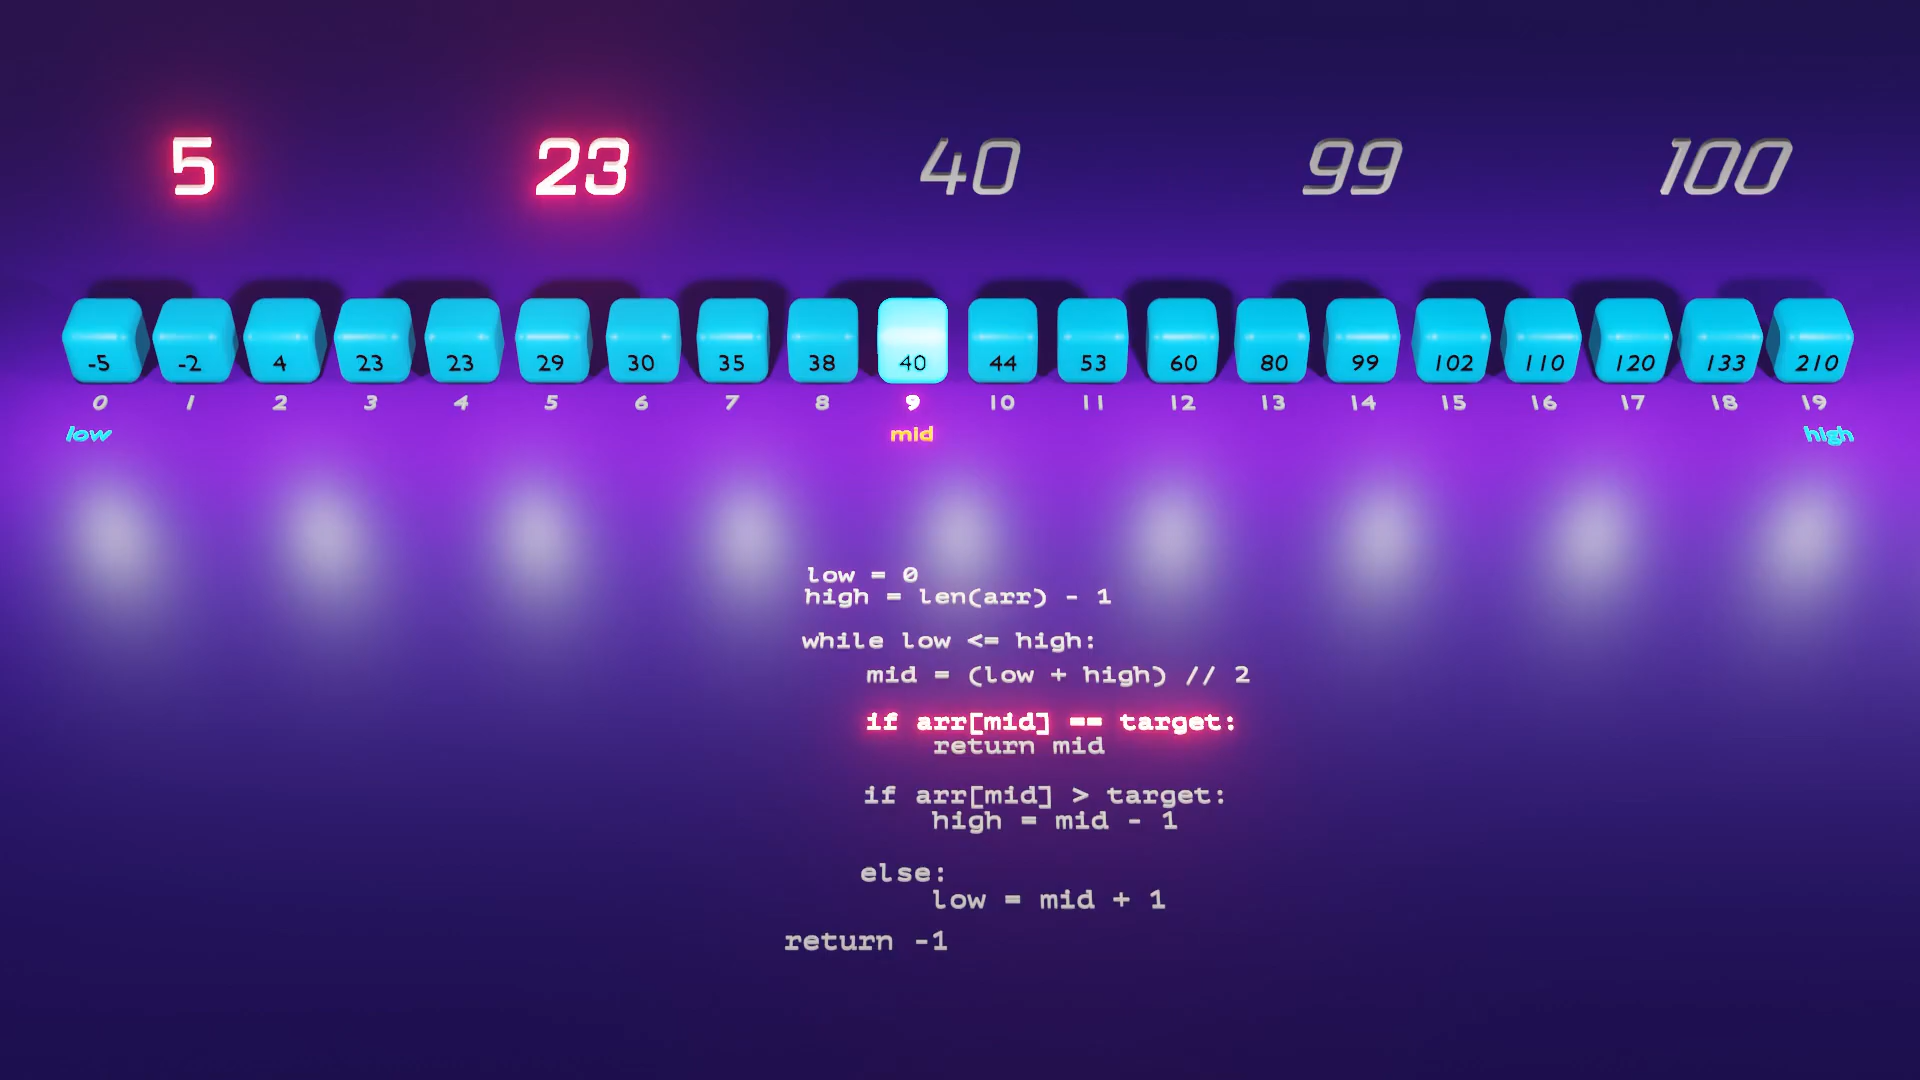 5 23 40 99 100
-5 -2 4 23 23 29 30 35 38 40 44 53 60 80 99 102 110 120 133 210
0 1 2 3 4 5 6 7 8 9 10 11 12 13 14 15 16 17 18 19
low mid high
low = 0
high = len(arr) - 1
while low <= high:
mid = (low + high) // 2
if arr[mid] == target:
return mid
if arr[mid] > target:
high = mid - 1
else:
low = mid + 1
return -1